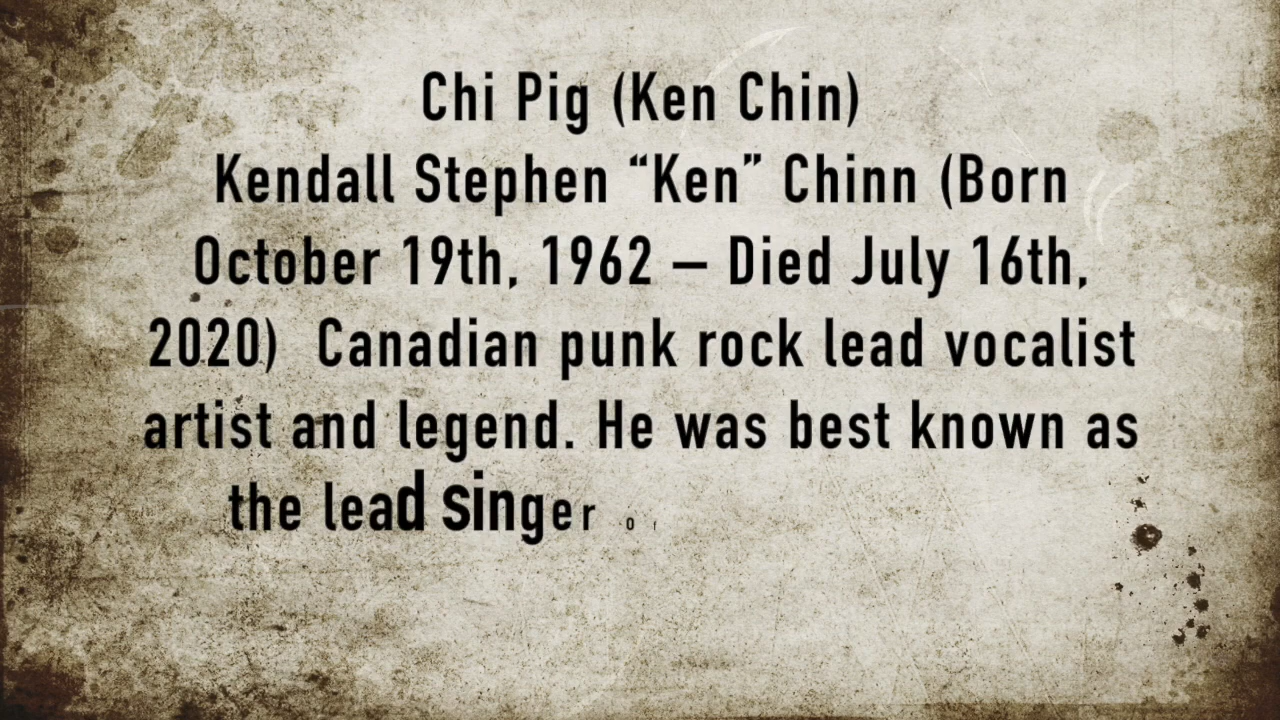 Chi Pig (Ken Chin)
Kendall Stephen “Ken” Chinn (Born
October 19th, 1962 – Died July 16th,
2020) Canadian punk rock lead vocalist
artist and legend. He was best known as
the lead singer o